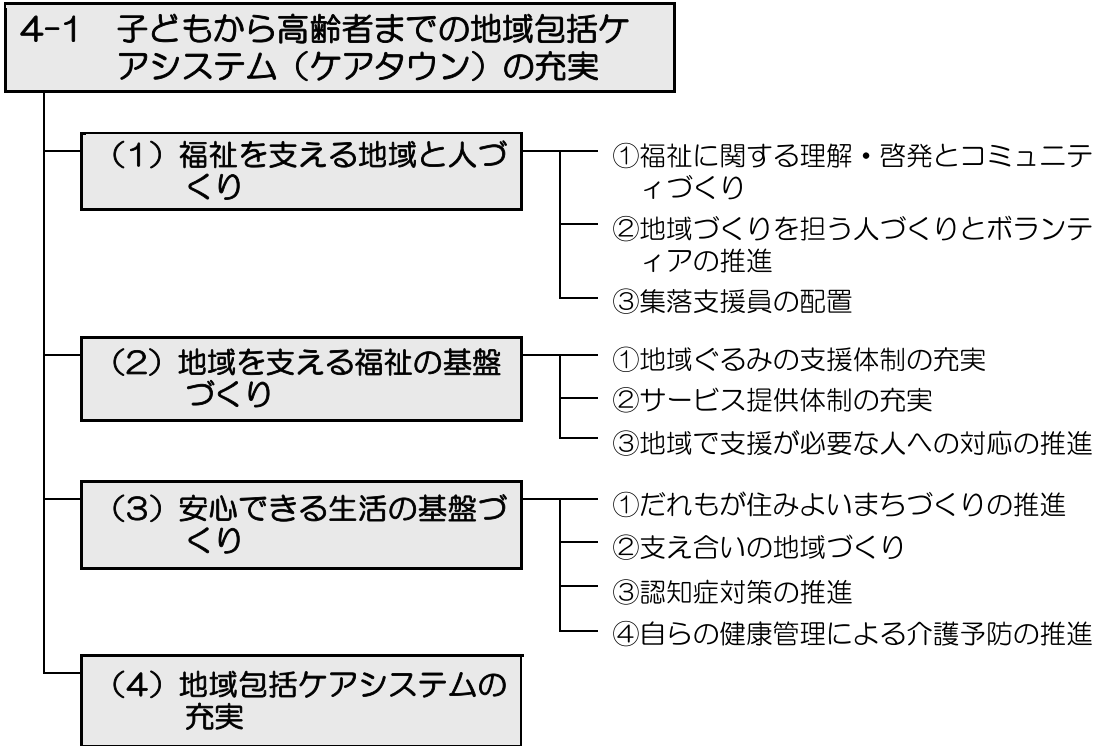 4-1 子どもから高齢者までの地域包括ケ
アシステム(ケアタウン)の充実
(1)福祉を支える地域と人づ
くり
①福祉に関する理解・啓発とコミュニテ
ィづくり
②地域づくりを担う人づくりとボランテ
ィアの推進
③集落支援員の配置
(2)地域を支える福祉の基盤
づくり
①地域ぐるみの支援体制の充実
②サービス提供体制の充実
③地域で支援が必要な人への対応の推進
(3)安心できる生活の基盤づ
くり
①だれもが住みよいまちづくりの推進
②支え合いの地域づくり
③認知症対策の推進
④自らの健康管理による介護予防の推進
(4)地域包括ケアシステムの
充実